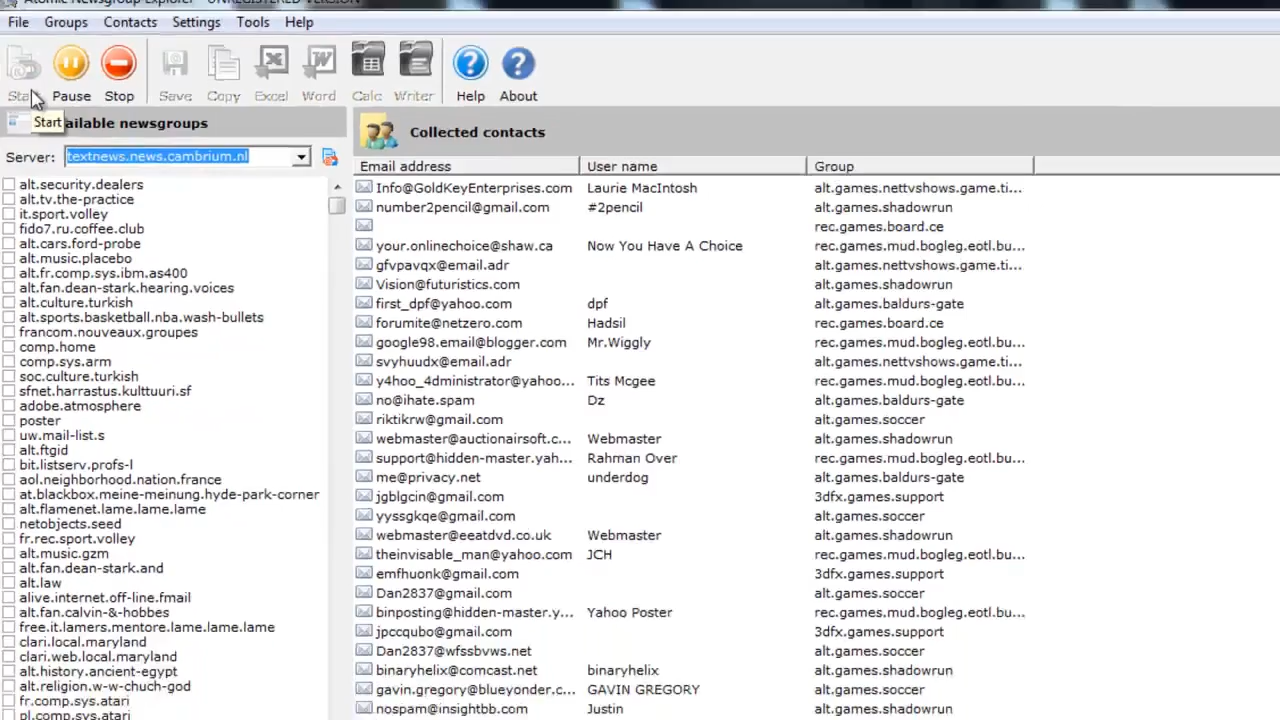 Atomic Newsgroup Explorer - UNREGISTERED VERSION
File Groups Contacts Settings Tools Help
Start Pause Stop Save Copy Excel Word Calc Writer Help About
Start
ailable newsgroups
Collected contacts
Server: textnews.news.cambrium.nl
Email address User name Group
alt.security.dealers
alt.tv.the-practice
it.sport.volley
fido7.ru.coffee.club
alt.cars.ford-probe
alt.music.placebo
alt.fr.comp.sys.ibm.as400
alt.fan.dean-stark.hearing.voices
alt.culture.turkish
alt.sports.basketball.nba.wash-bullets
francom.nouveaux.groupes
comp.home
comp.sys.arm
soc.culture.turkish
sfnet.harrastus.kulttuuri.sf
adobe.atmosphere
poster
uw.mail-list.s
alt.ftgid
bit.listserv.profs-l
aol.neighborhood.nation.france
at.blackbox.meine-meinung.hyde-park-corner
alt.flamenet.lame.lame.lame
netobjects.seed
fr.rec.sport.volley
alt.music.gzm
alt.fan.dean-stark.and
alt.law
alive.internet.off-line.fmail
alt.fan.calvin-&-hobbes
free.it.lamers.mentore.lame.lame.lame
clari.local.maryland
clari.web.local.maryland
alt.history.ancient-egypt
alt.religion.w-w-chuch-god
fr.comp.sys.atari
pl.comp.sys.atari
Info@GoldKeyEnterprises.com Laurie MacIntosh alt.games.nettvshows.game.ti...
number2pencil@gmail.com #2pencil alt.games.shadowrun
rec.games.board.ce
your.onlinechoice@shaw.ca Now You Have A Choice rec.games.mud.bogleg.eotl.bu...
gfvpavqx@email.adr alt.games.nettvshows.game.ti...
Vision@futuristics.com alt.games.shadowrun
first_dpf@yahoo.com dpf alt.games.baldurs-gate
forumite@netzero.com Hadsil rec.games.board.ce
google98.email@blogger.com Mr.Wiggly rec.games.mud.bogleg.eotl.bu...
svyhuudx@email.adr alt.games.nettvshows.game.ti...
y4hoo_4dministrator@yahoo... Tits Mcgee rec.games.mud.bogleg.eotl.bu...
no@ihate.spam Dz alt.games.baldurs-gate
riktikrw@gmail.com alt.soccer
webmaster@auctionairsoft.c... Webmaster alt.games.shadowrun
support@hidden-master.yah... Rahman Over rec.games.mud.bogleg.eotl.bu...
me@privacy.net underdog alt.games.baldurs-gate
jgblgcin@gmail.com 3dfx.games.support
yyssgkqe@gmail.com alt.games.soccer
webmaster@eeatdvd.co.uk Webmaster alt.games.shadowrun
theinvisable_man@yahoo.com JCH rec.games.mud.bogleg.eotl.bu...
emfhuonk@gmail.com 3dfx.games.support
Dan2837@gmail.com alt.games.soccer
binposting@hidden-master.y... Yahoo Poster rec.games.mud.bogleg.eotl.bu...
jpccqubo@gmail.com 3dfx.games.support
Dan2837@wfssbvws.net alt.games.soccer
binaryhelix@comcast.net binaryhelix alt.games.shadowrun
gavin.gregory@blueyonder.c... GAVIN GREGORY alt.games.soccer
nospam@insightbb.com Justin alt.games.shadowrun